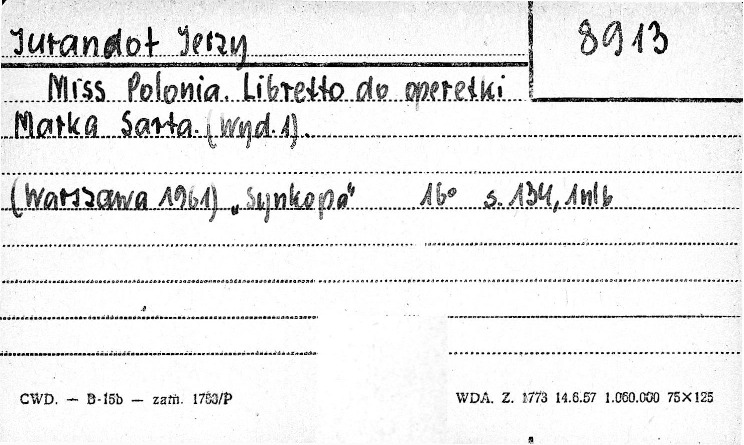 Jurandot Jerzy
8913
Miss Polonia. Libretto do operetki
Marka Sarta. (Wyd. 1).
(Warszawa 1961) „Synkopa" 16° s. 134, 1nlb
CWD. — B-15b — zam. 1783/P
WDA. Z. 1773 14.6.57 1.060.000 75×125